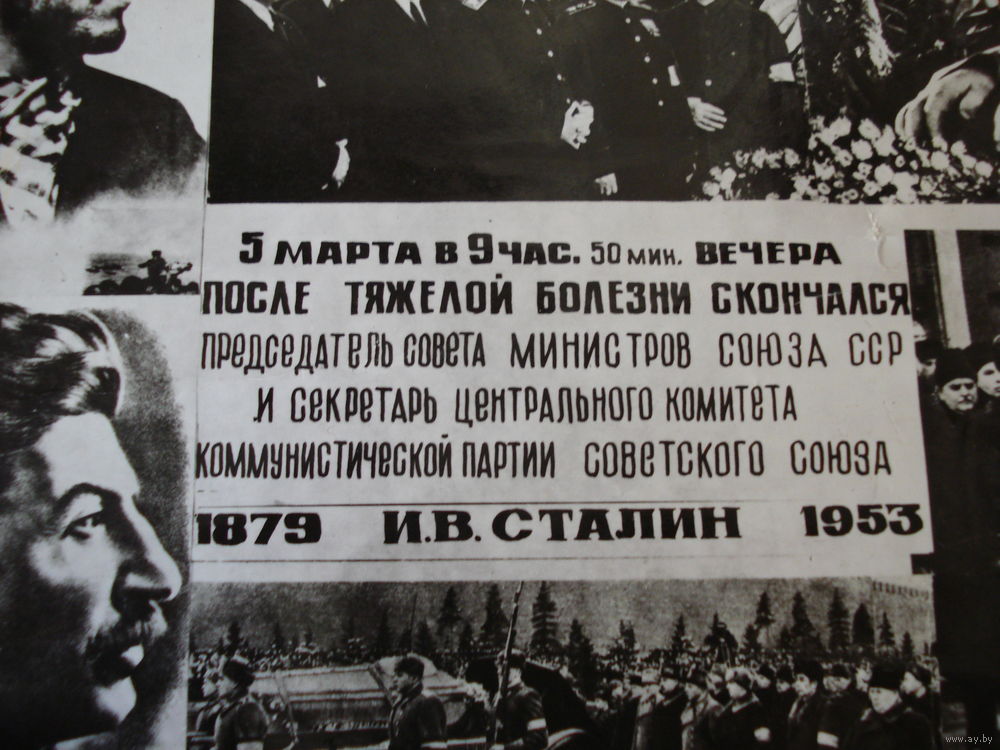 5 МАРТА В 9 ЧАС. 50 МИН. ВЕЧЕРА
ПОСЛЕ ТЯЖЕЛОЙ БОЛЕЗНИ СКОНЧАЛСЯ
ПРЕДСЕДАТЕЛЬ СОВЕТА МИНИСТРОВ СОЮЗА ССР
И СЕКРЕТАРЬ ЦЕНТРАЛЬНОГО КОМИТЕТА
КОММУНИСТИЧЕСКОЙ ПАРТИИ СОВЕТСКОГО СОЮЗА
1879 И.В. СТАЛИН 1953
www.ay.by